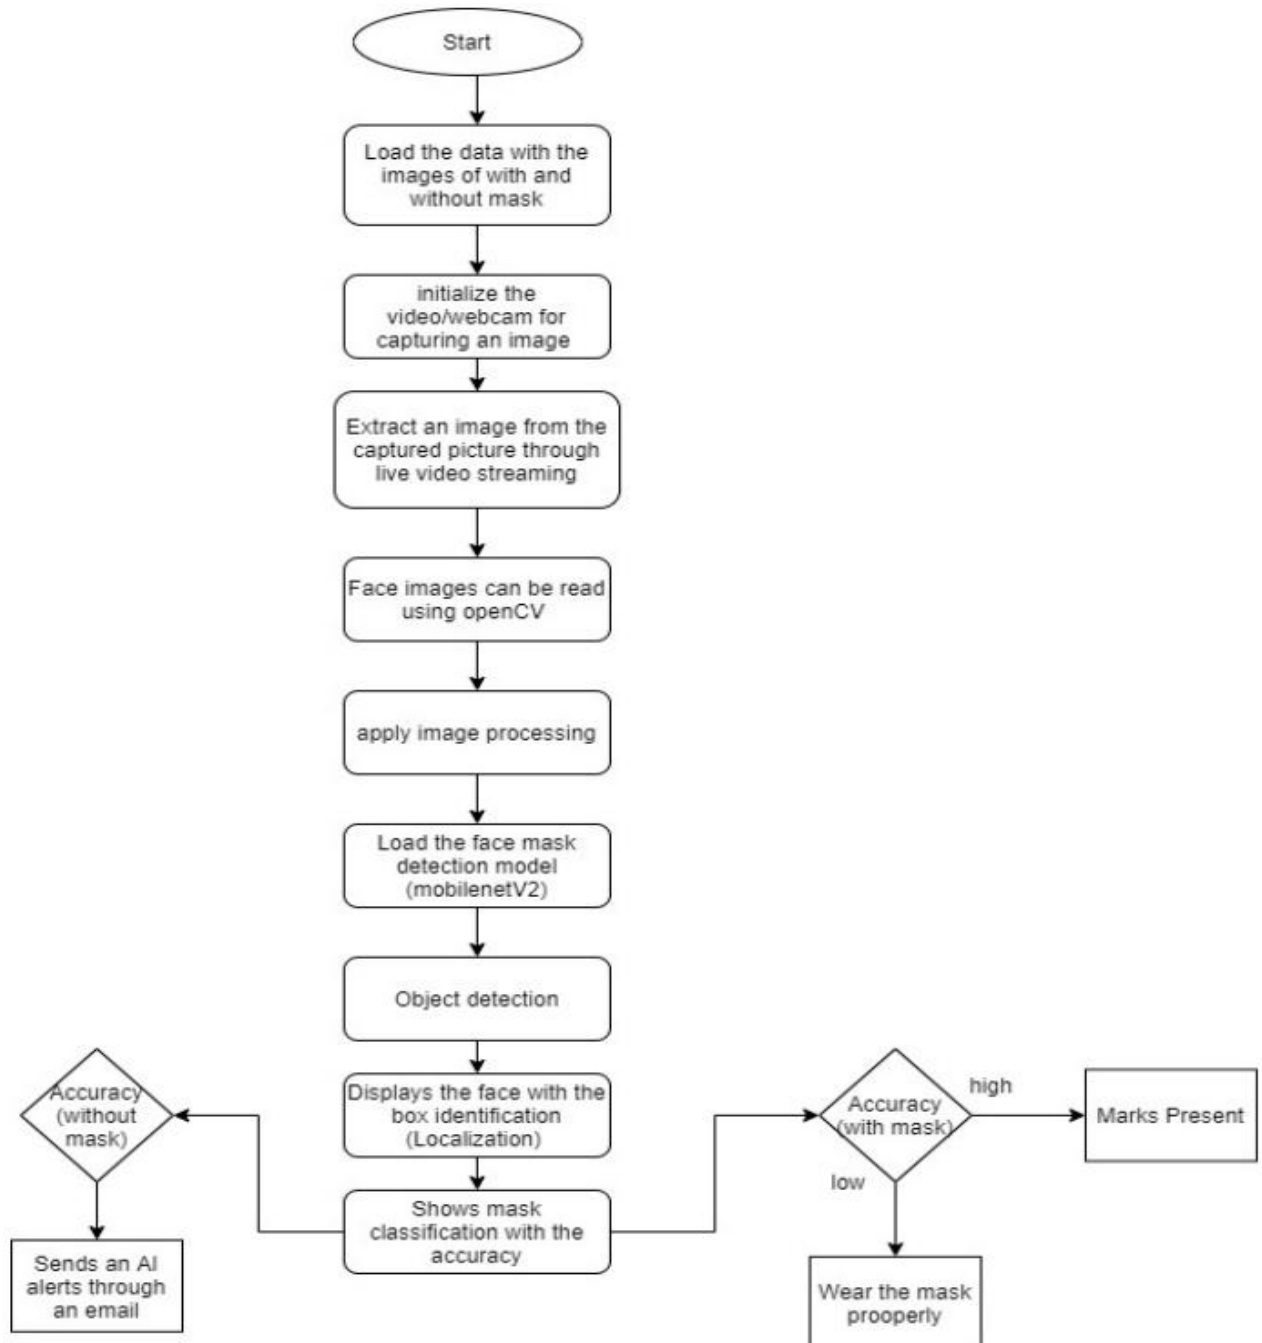 Start
Load the data with the
images of with and
without mask
initialize the
video/webcam for
capturing an image
Extract an image from the
captured picture through
live video streaming
Face images can be read
using openCV
apply image processing
Load the face mask
detection model
(mobilenetV2)
Object detection
Displays the face with the
box identification
(Localization)
Shows mask
classification with the
accuracy
Accuracy
(without
mask)
Sends an AI
alerts through
an email
Accuracy
(with mask)
high
Marks Present
low
Wear the mask
prooperly